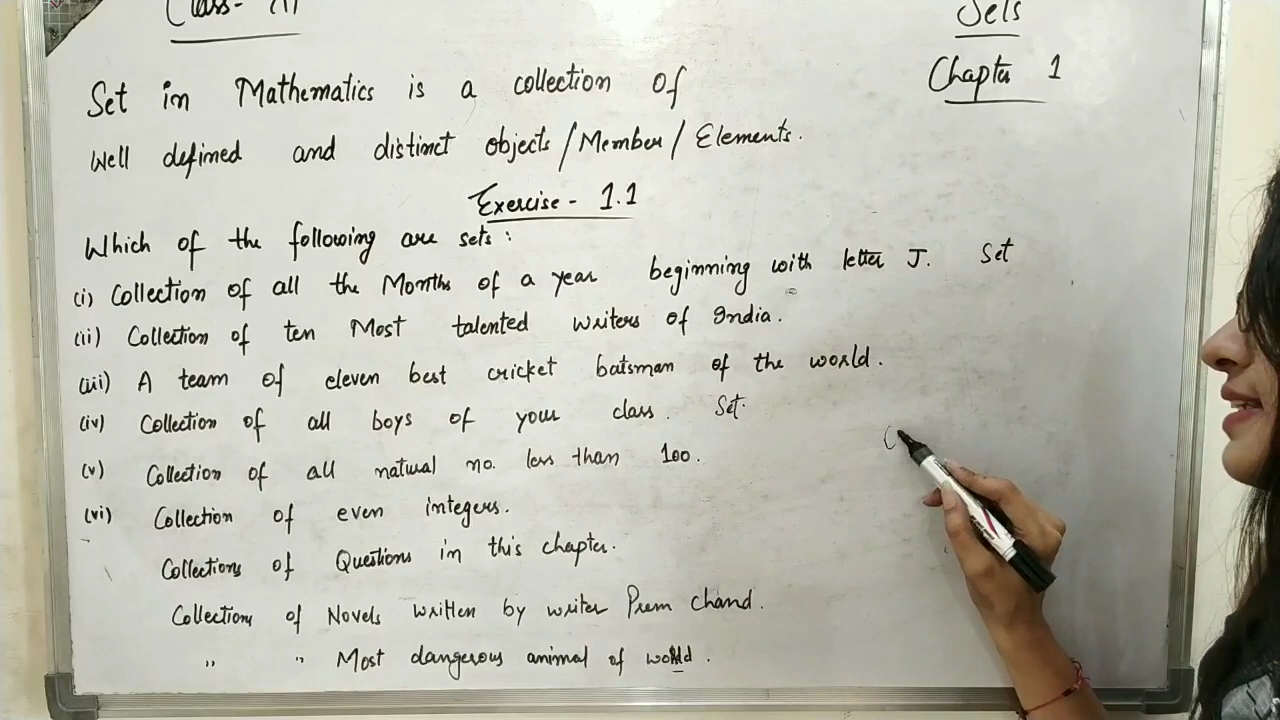 Class- XI
Sets
Chapter 1
Set in Mathematics is a collection of
Well defined and distinct objects/Member/Elements.
Exercise - 1.1
Which of the following are sets:
(i) Collection of all the Months of a year beginning with letter J. Set
(ii) Collection of ten Most talented writers of India.
(iii) A team of eleven best cricket batsman of the world.
(iv) Collection of all boys of your class. Set.
(v) Collection of all natural no. less than 100.
(vi) Collection of even integers.
Collections of Questions in this chapter.
Collection of Novels written by writer Prem Chand.
" " Most dangerous animal of world.